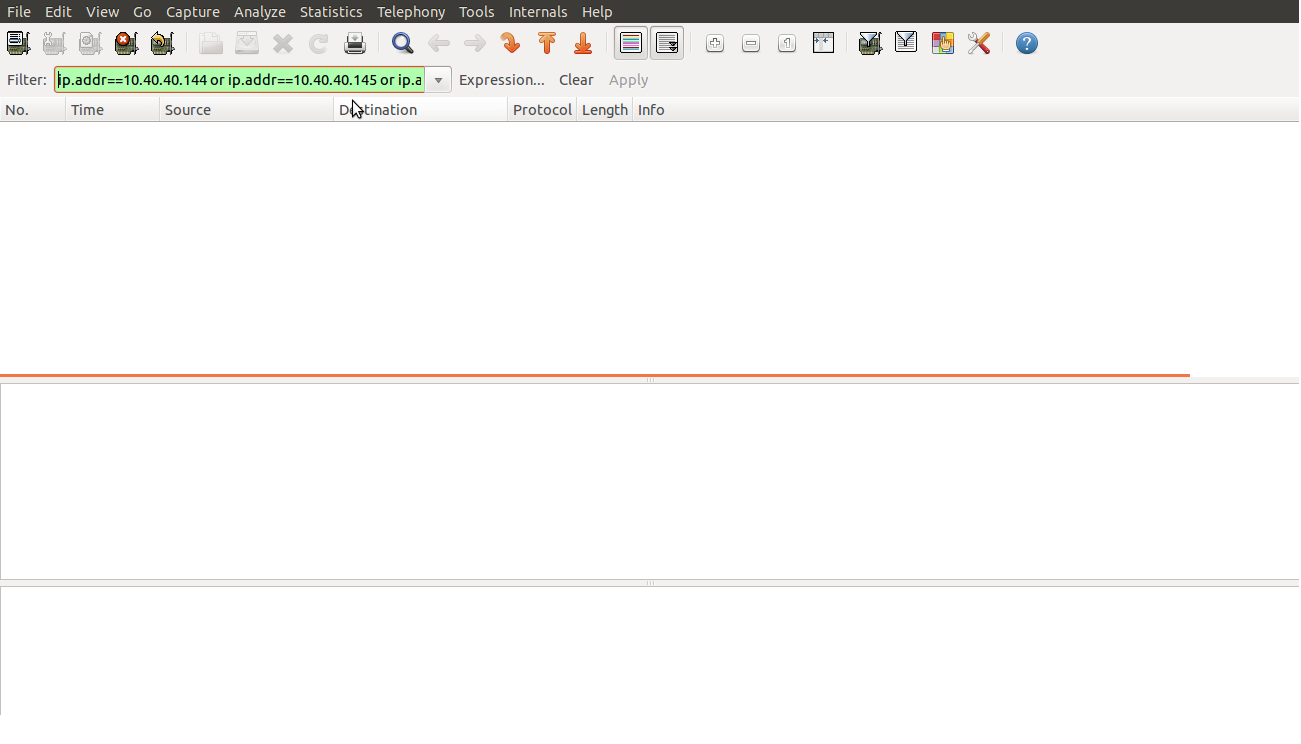 File Edit View Go Capture Analyze Statistics Telephony Tools Internals Help
1
?
Filter: ip.addr==10.40.40.144 or ip.addr==10.40.40.145 or ip.a Expression... Clear Apply
No. Time Source Destination Protocol Length Info